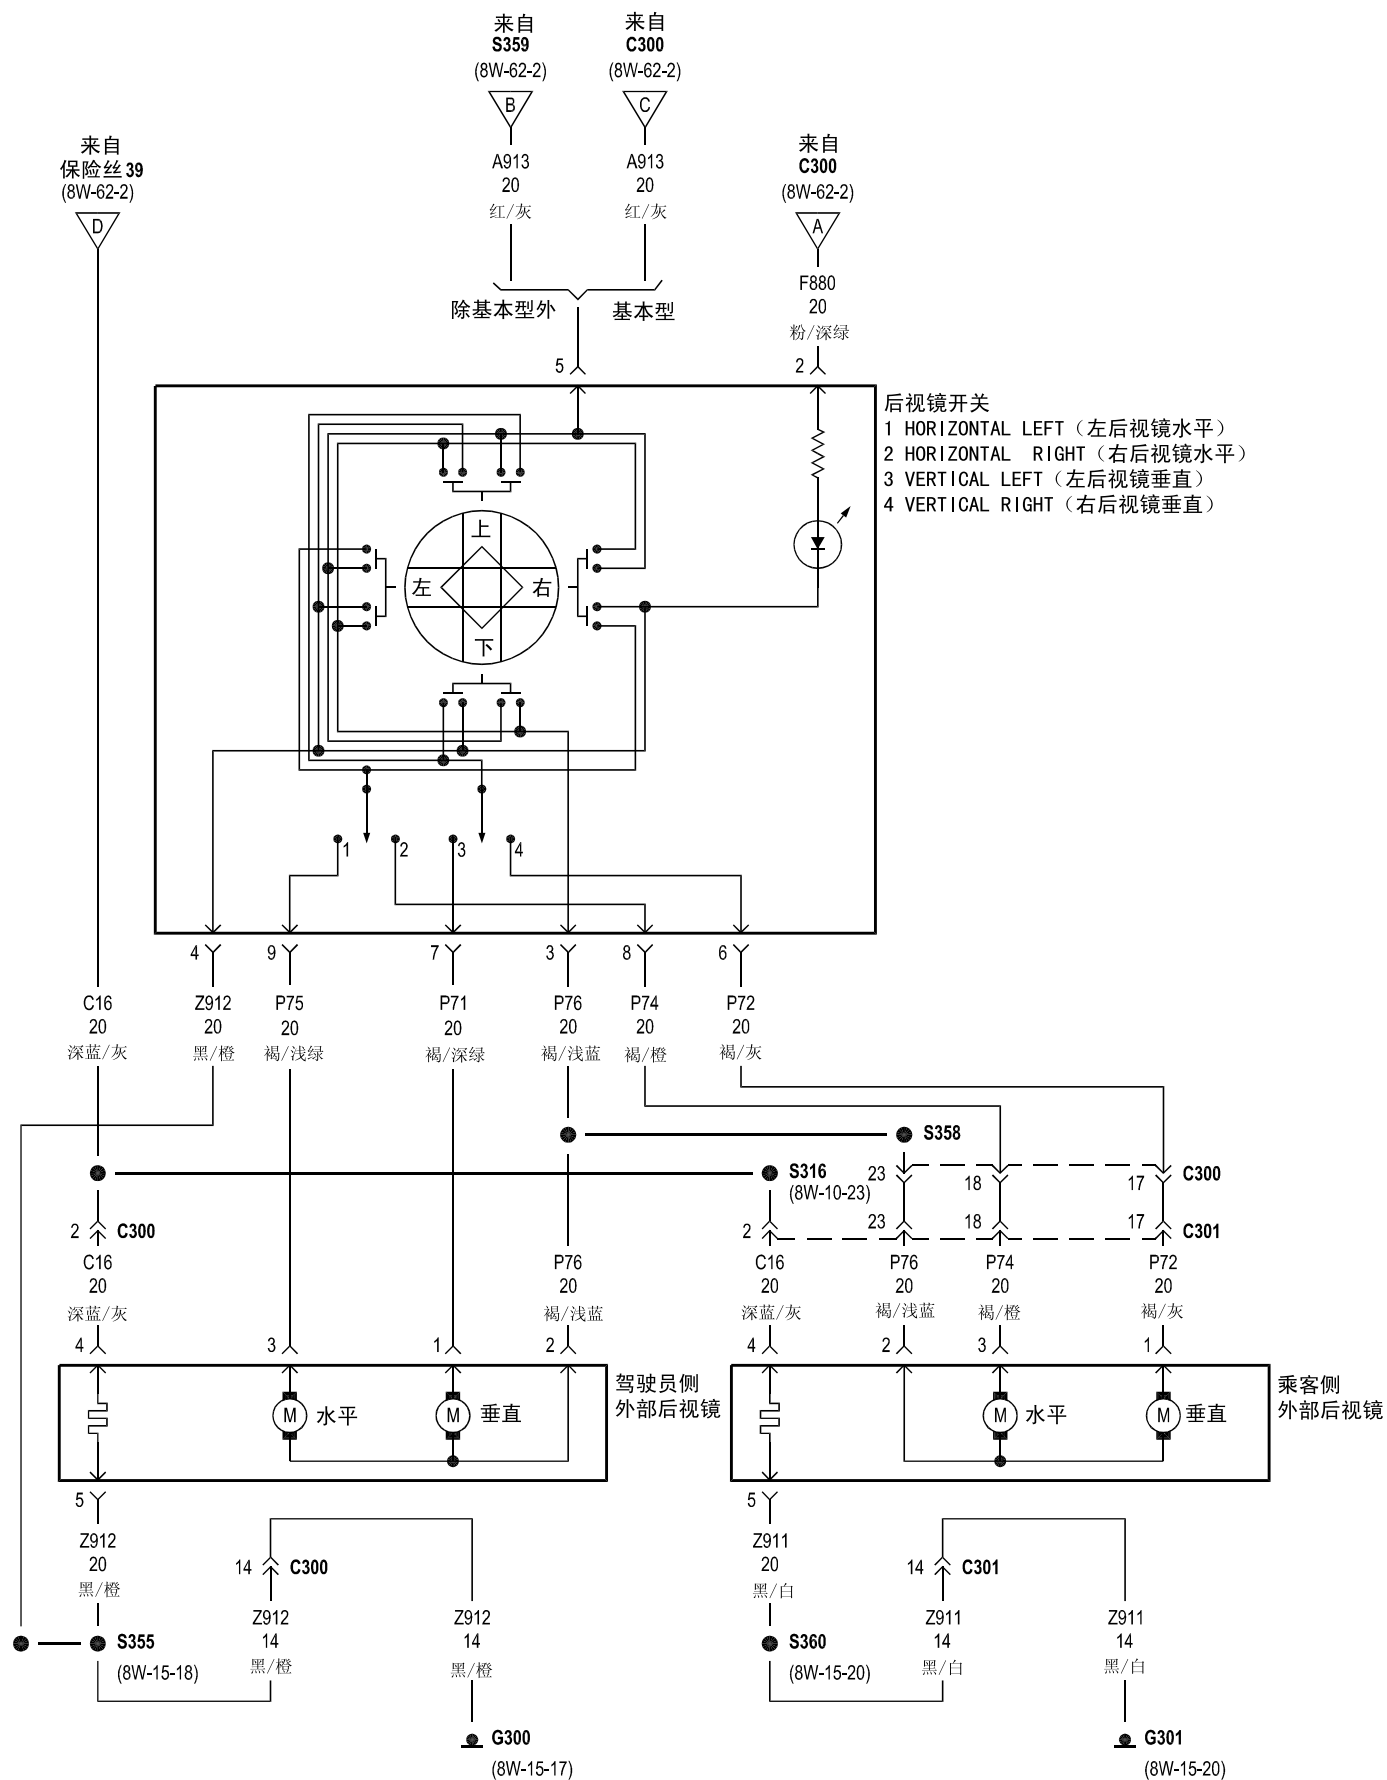 来自
S359
(8W-62-2)
B
A913
20
红/灰
来自
C300
(8W-62-2)
C
A913
20
红/灰
来自
C300
(8W-62-2)
A
F880
20
粉/深绿
来自
保险丝 39
(8W-62-2)
D
除基本型外
基本型
5
2
后视镜开关
1 HORIZONTAL LEFT（左后视镜水平）
2 HORIZONTAL RIGHT（右后视镜水平）
3 VERTICAL LEFT（左后视镜垂直）
4 VERTICAL RIGHT（右后视镜垂直）
上
左
右
下
1
2
3
4
4
9
7
3
8
6
C16
20
深蓝/灰
Z912
20
黑/橙
P75
20
褐/浅绿
P71
20
褐/深绿
P76
20
褐/浅蓝
P74
20
褐/橙
P72
20
褐/灰
S358
S316
(8W-10-23)
23
18
17
C300
2
C300
2
23
18
17
C301
C16
20
深蓝/灰
P76
20
褐/浅蓝
C16
20
深蓝/灰
P76
20
褐/浅蓝
P74
20
褐/橙
P72
20
褐/灰
4
3
1
2
4
2
3
1
M
水平
M
垂直
驾驶员侧
外部后视镜
M
水平
M
垂直
乘客侧
外部后视镜
5
Z912
20
黑/橙
14
C300
5
Z911
20
黑/白
14
C301
S355
(8W-15-18)
Z912
14
黑/橙
Z912
14
黑/橙
S360
(8W-15-20)
Z911
14
黑/白
Z911
14
黑/白
G300
(8W-15-17)
G301
(8W-15-20)